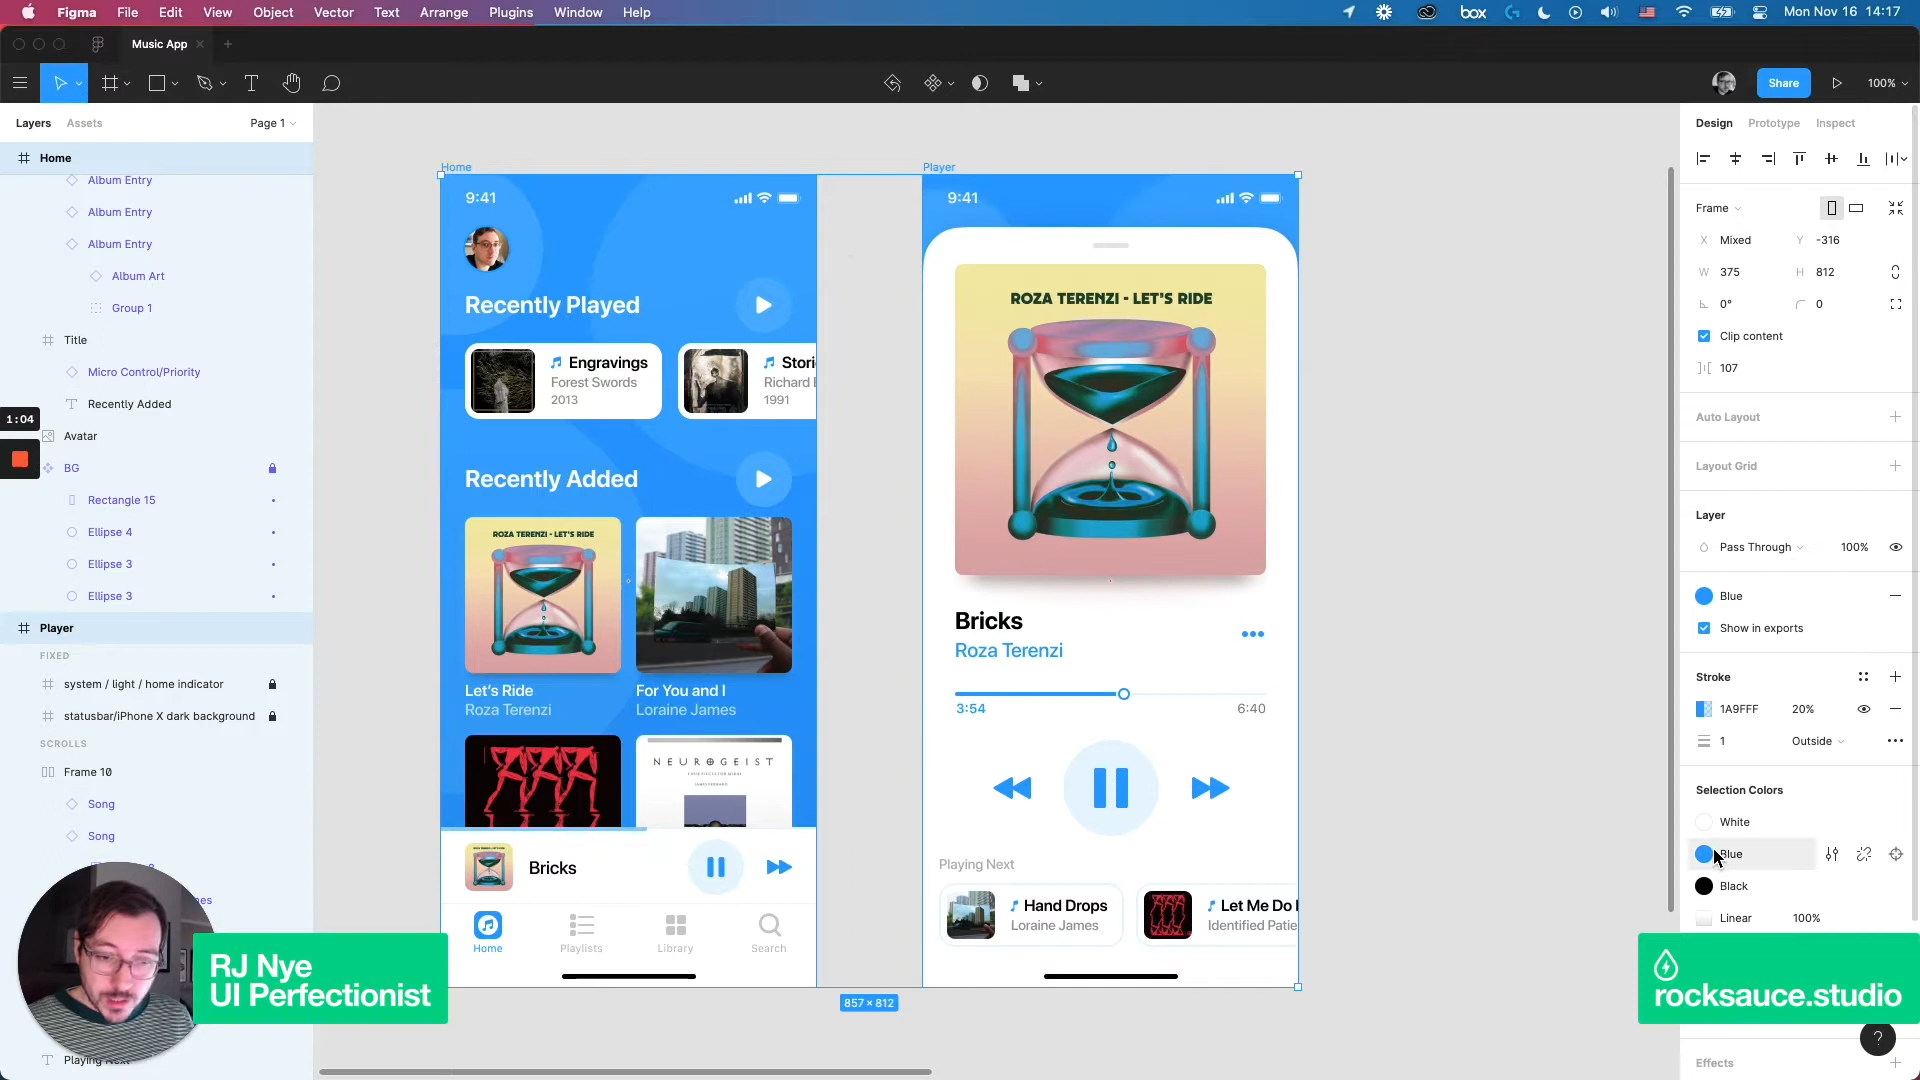 Figma File Edit View Object Vector Text Arrange Plugins Window Help
box
Mon Nov 16 14:17
Music App
Share
100%
Layers Assets Page 1
Home
Album Entry
Album Entry
Album Entry
Album Art
Group 1
Title
Micro Control/Priority
Recently Added
1:04
Avatar
BG
Rectangle 15
Ellipse 4
Ellipse 3
Ellipse 3
Player
FIXED
system / light / home indicator
statusbar/iPhone X dark background
SCROLLS
Frame 10
Song
Song
RJ Nye
UI Perfectionist
Home
9:41
Recently Played
Engravings
Forest Swords
2013
Stori
Richard
1991
Recently Added
ROZA TERENZI - LET'S RIDE
Let's Ride
Roza Terenzi
For You and I
Loraine James
NEUROGEIST
Bricks
Home
Playlists
Library
Search
857 × 812
Player
9:41
ROZA TERENZI - LET'S RIDE
Bricks
Roza Terenzi
3:54
6:40
Playing Next
Hand Drops
Loraine James
Let Me Do
Identified Patie
Design Prototype Inspect
Frame
X Mixed Y -316
W 375 H 812
0° 0
Clip content
107
Auto Layout
Layout Grid
Layer
Pass Through 100%
Blue
Show in exports
Stroke
1A9FFF 20%
1 Outside
Selection Colors
White
Blue
Black
Linear 100%
rocksauce.studio
?
Effects